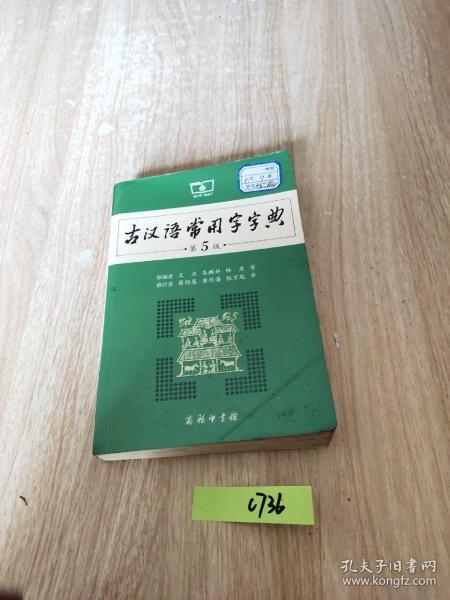 古汉语常用字字典
第5版
原编者 王力 岑麒祥 林焘 等
修订者 蒋绍愚 唐作藩 张万起 等
商务印书馆
C736
孔夫子旧书网
www.kongfz.com